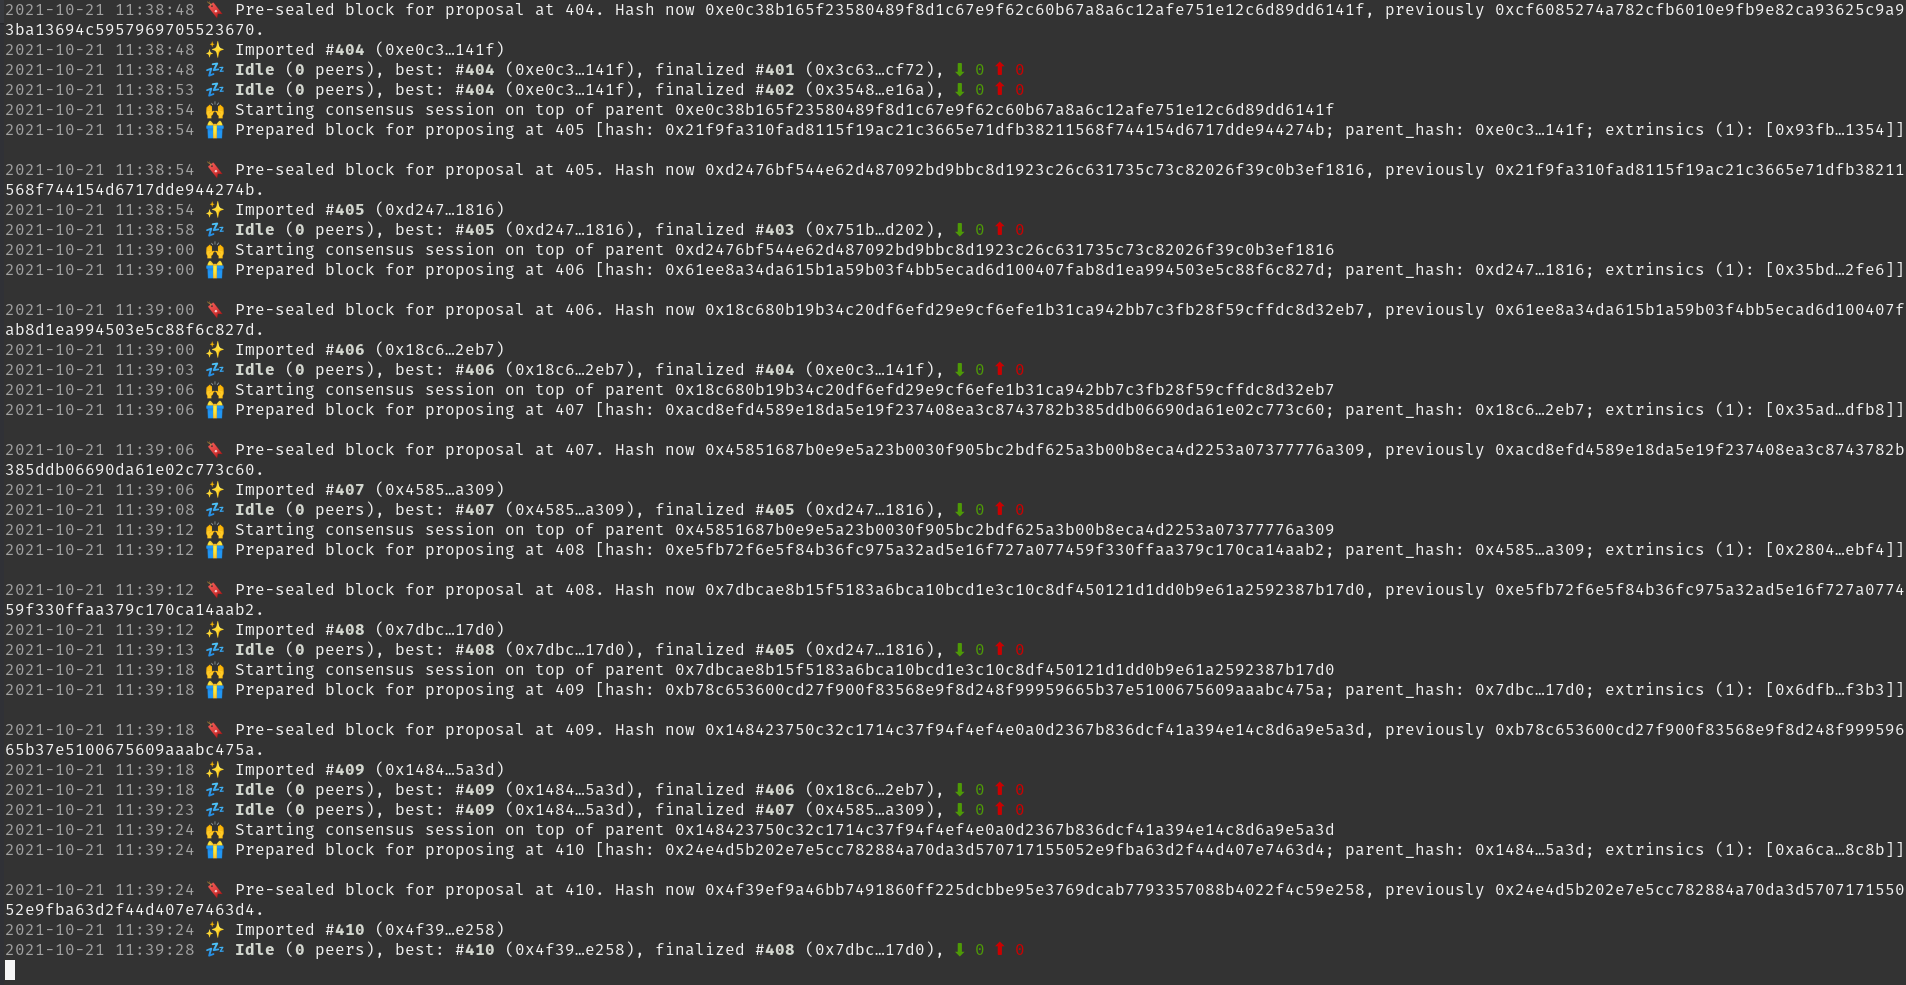 2021-10-21 11:38:48 🔖 Pre-sealed block for proposal at 404. Hash now 0xe0c38b165f23580489f8d1c67e9f62c60b67a8a6c12afe751e12c6d89dd6141f, previously 0xcf6085274a782cfb6010e9fb9e82ca93625c9a9
3ba13694c5957969705523670.
2021-10-21 11:38:48 ✨ Imported #404 (0xe0c3…141f)
2021-10-21 11:38:48 💤 Idle (0 peers), best: #404 (0xe0c3…141f), finalized #401 (0x3c63…cf72), ⬇ 0 ⬆ 0
2021-10-21 11:38:53 💤 Idle (0 peers), best: #404 (0xe0c3…141f), finalized #402 (0x3548…e16a), ⬇ 0 ⬆ 0
2021-10-21 11:38:54 🙌 Starting consensus session on top of parent 0xe0c38b165f23580489f8d1c67e9f62c60b67a8a6c12afe751e12c6d89dd6141f
2021-10-21 11:38:54 🎁 Prepared block for proposing at 405 [hash: 0x21f9fa310fad8115f19ac21c3665e71dfb38211568f744154d6717dde944274b; parent_hash: 0xe0c3…141f; extrinsics (1): [0x93fb…1354]]
2021-10-21 11:38:54 🔖 Pre-sealed block for proposal at 405. Hash now 0xd2476bf544e62d487092bd9bbc8d1923c26c631735c73c82026f39c0b3ef1816, previously 0x21f9fa310fad8115f19ac21c3665e71dfb38211
568f744154d6717dde944274b.
2021-10-21 11:38:54 ✨ Imported #405 (0xd247…1816)
2021-10-21 11:38:58 💤 Idle (0 peers), best: #405 (0xd247…1816), finalized #403 (0x751b…d202), ⬇ 0 ⬆ 0
2021-10-21 11:39:00 🙌 Starting consensus session on top of parent 0xd2476bf544e62d487092bd9bbc8d1923c26c631735c73c82026f39c0b3ef1816
2021-10-21 11:39:00 🎁 Prepared block for proposing at 406 [hash: 0x61ee8a34da615b1a59b03f4bb5ecad6d100407fab8d1ea994503e5c88f6c827d; parent_hash: 0xd247…1816; extrinsics (1): [0x35bd…2fe6]]
2021-10-21 11:39:00 🔖 Pre-sealed block for proposal at 406. Hash now 0x18c680b19b34c20df6efd29e9cf6efe1b31ca942bb7c3fb28f59cffdc8d32eb7, previously 0x61ee8a34da615b1a59b03f4bb5ecad6d100407f
ab8d1ea994503e5c88f6c827d.
2021-10-21 11:39:00 ✨ Imported #406 (0x18c6…2eb7)
2021-10-21 11:39:03 💤 Idle (0 peers), best: #406 (0x18c6…2eb7), finalized #404 (0xe0c3…141f), ⬇ 0 ⬆ 0
2021-10-21 11:39:06 🙌 Starting consensus session on top of parent 0x18c680b19b34c20df6efd29e9cf6efe1b31ca942bb7c3fb28f59cffdc8d32eb7
2021-10-21 11:39:06 🎁 Prepared block for proposing at 407 [hash: 0xacd8efd4589e18da5e19f237408ea3c8743782b385ddb06690da61e02c773c60; parent_hash: 0x18c6…2eb7; extrinsics (1): [0x35ad…dfb8]]
2021-10-21 11:39:06 🔖 Pre-sealed block for proposal at 407. Hash now 0x45851687b0e9e5a23b0030f905bc2bdf625a3b00b8eca4d2253a07377776a309, previously 0xacd8efd4589e18da5e19f237408ea3c8743782b
385ddb06690da61e02c773c60.
2021-10-21 11:39:06 ✨ Imported #407 (0x4585…a309)
2021-10-21 11:39:08 💤 Idle (0 peers), best: #407 (0x4585…a309), finalized #405 (0xd247…1816), ⬇ 0 ⬆ 0
2021-10-21 11:39:12 🙌 Starting consensus session on top of parent 0x45851687b0e9e5a23b0030f905bc2bdf625a3b00b8eca4d2253a07377776a309
2021-10-21 11:39:12 🎁 Prepared block for proposing at 408 [hash: 0xe5fb72f6e5f84b36fc975a32ad5e16f727a077459f330ffaa379c170ca14aab2; parent_hash: 0x4585…a309; extrinsics (1): [0x2804…ebf4]]
2021-10-21 11:39:12 🔖 Pre-sealed block for proposal at 408. Hash now 0x7dbcae8b15f5183a6bca10bcd1e3c10c8df450121d1dd0b9e61a2592387b17d0, previously 0xe5fb72f6e5f84b36fc975a32ad5e16f727a0774
59f330ffaa379c170ca14aab2.
2021-10-21 11:39:12 ✨ Imported #408 (0x7dbc…17d0)
2021-10-21 11:39:13 💤 Idle (0 peers), best: #408 (0x7dbc…17d0), finalized #405 (0xd247…1816), ⬇ 0 ⬆ 0
2021-10-21 11:39:18 🙌 Starting consensus session on top of parent 0x7dbcae8b15f5183a6bca10bcd1e3c10c8df450121d1dd0b9e61a2592387b17d0
2021-10-21 11:39:18 🎁 Prepared block for proposing at 409 [hash: 0xb78c653600cd27f900f83568e9f8d248f99959665b37e5100675609aaabc475a; parent_hash: 0x7dbc…17d0; extrinsics (1): [0x6dfb…f3b3]]
2021-10-21 11:39:18 🔖 Pre-sealed block for proposal at 409. Hash now 0x148423750c32c1714c37f94f4ef4e0a0d2367b836dcf41a394e14c8d6a9e5a3d, previously 0xb78c653600cd27f900f83568e9f8d248f999596
65b37e5100675609aaabc475a.
2021-10-21 11:39:18 ✨ Imported #409 (0x1484…5a3d)
2021-10-21 11:39:18 💤 Idle (0 peers), best: #409 (0x1484…5a3d), finalized #406 (0x18c6…2eb7), ⬇ 0 ⬆ 0
2021-10-21 11:39:23 💤 Idle (0 peers), best: #409 (0x1484…5a3d), finalized #407 (0x4585…a309), ⬇ 0 ⬆ 0
2021-10-21 11:39:24 🙌 Starting consensus session on top of parent 0x148423750c32c1714c37f94f4ef4e0a0d2367b836dcf41a394e14c8d6a9e5a3d
2021-10-21 11:39:24 🎁 Prepared block for proposing at 410 [hash: 0x24e4d5b202e7e5cc782884a70da3d570717155052e9fba63d2f44d407e7463d4; parent_hash: 0x1484…5a3d; extrinsics (1): [0xa6ca…8c8b]]
2021-10-21 11:39:24 🔖 Pre-sealed block for proposal at 410. Hash now 0x4f39ef9a46bb7491860ff225dcbbe95e3769dcab7793357088b4022f4c59e258, previously 0x24e4d5b202e7e5cc782884a70da3d5707171550
52e9fba63d2f44d407e7463d4.
2021-10-21 11:39:24 ✨ Imported #410 (0x4f39…e258)
2021-10-21 11:39:28 💤 Idle (0 peers), best: #410 (0x4f39…e258), finalized #408 (0x7dbc…17d0), ⬇ 0 ⬆ 0